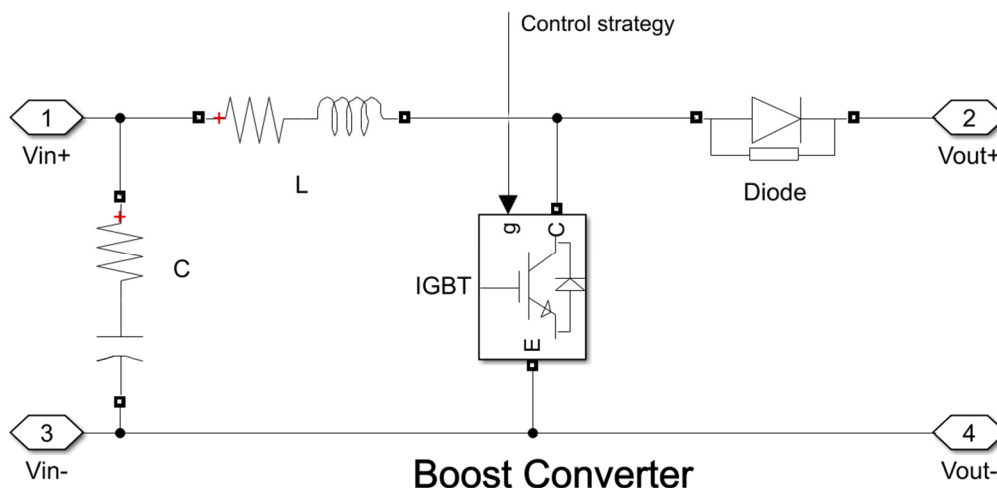 Control strategy
1
Vin+
L
2
Vout+
Diode
C
g
C
IGBT
E
3
Vin-
4
Vout-
Boost Converter